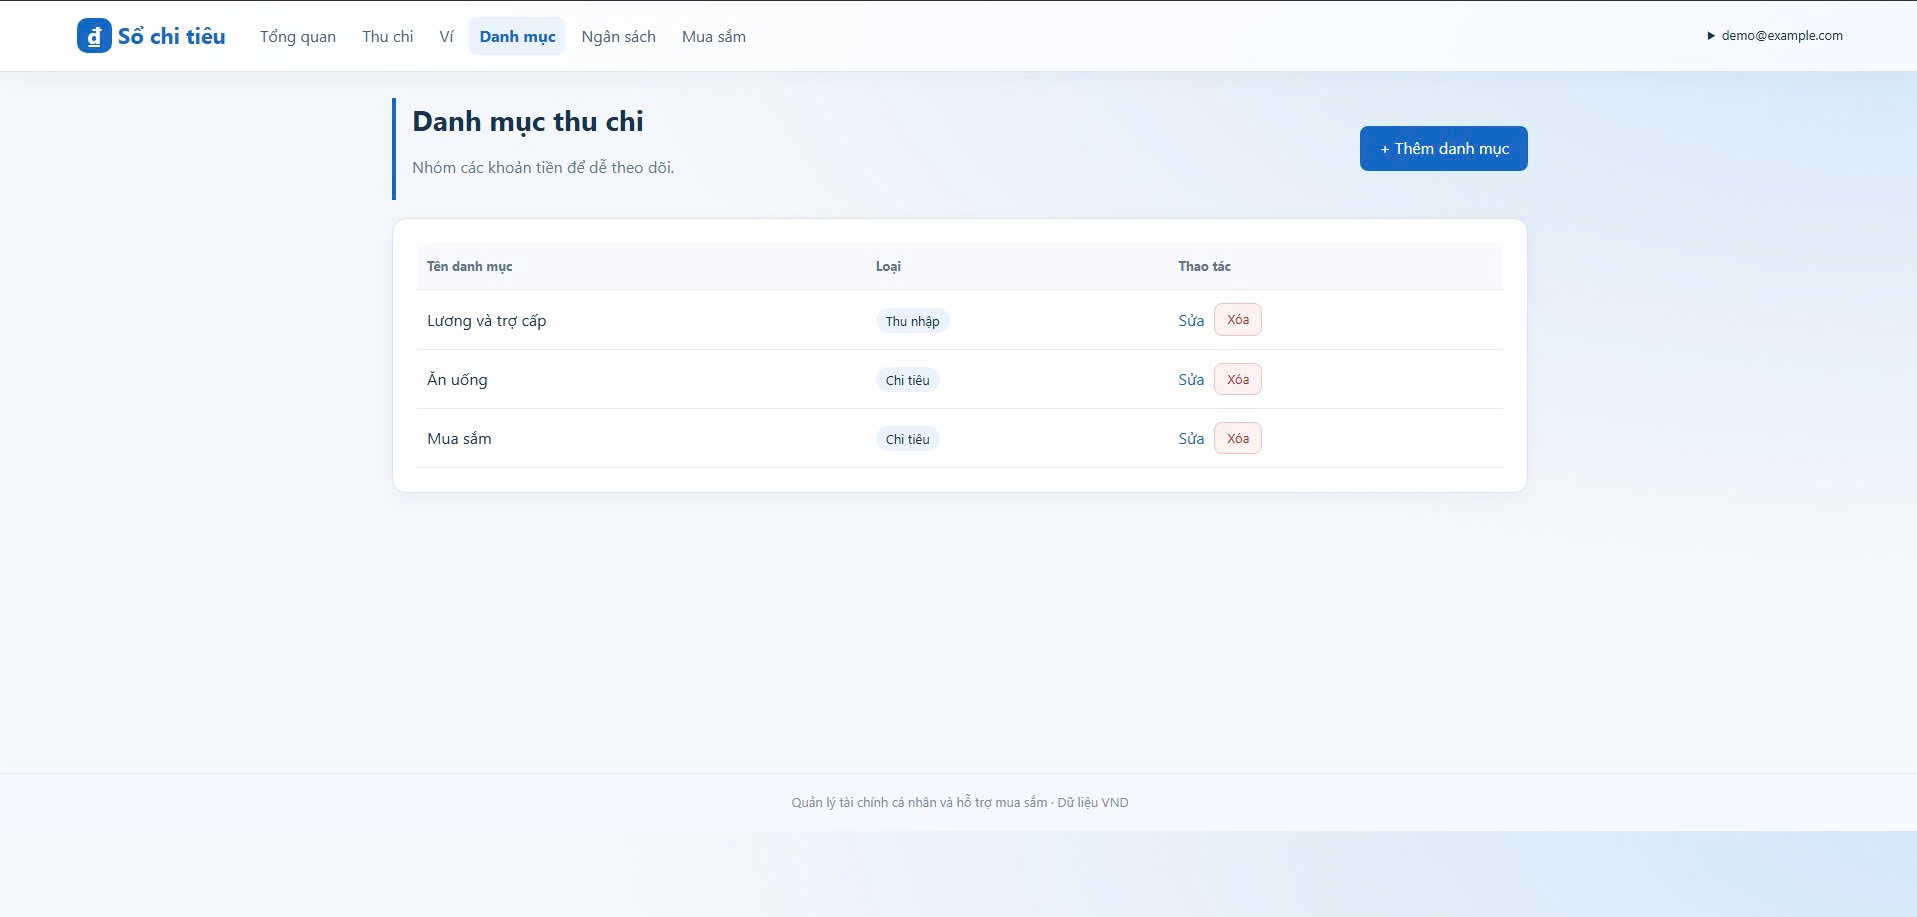 đ Sổ chi tiêu Tổng quan Thu chi Ví Danh mục Ngân sách Mua sắm ▶ demo@example.com
Danh mục thu chi
Nhóm các khoản tiền để dễ theo dõi.
+ Thêm danh mục
Tên danh mục Loại Thao tác
Lương và trợ cấp Thu nhập Sửa Xóa
Ăn uống Chi tiêu Sửa Xóa
Mua sắm Chi tiêu Sửa Xóa
Quản lý tài chính cá nhân và hỗ trợ mua sắm · Dữ liệu VND